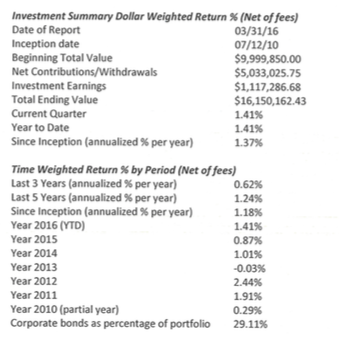 Investment Summary Dollar Weighted Return % (Net of fees)
Date of Report 03/31/16
Inception date 07/12/10
Beginning Total Value $9,999,850.00
Net Contributions/Withdrawals $5,033,025.75
Investment Earnings $1,117,286.68
Total Ending Value $16,150,162.43
Current Quarter 1.41%
Year to Date 1.41%
Since Inception (annualized % per year) 1.37%
Time Weighted Return % by Period (Net of fees)
Last 3 Years (annualized % per year) 0.62%
Last 5 Years (annualized % per year) 1.24%
Since Inception (annualized % per year) 1.18%
Year 2016 (YTD) 1.41%
Year 2015 0.87%
Year 2014 1.01%
Year 2013 -0.03%
Year 2012 2.44%
Year 2011 1.91%
Year 2010 (partial year) 0.29%
Corporate bonds as percentage of portfolio 29.11%